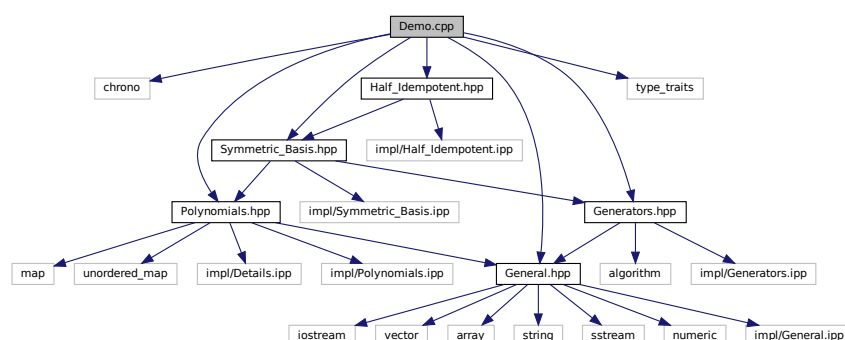 Demo.cpp
chrono
Half_Idempotent.hpp
type_traits
Symmetric_Basis.hpp
impl/Half_Idempotent.ipp
Polynomials.hpp
impl/Symmetric_Basis.ipp
Generators.hpp
map
unordered_map
impl/Details.ipp
impl/Polynomials.ipp
General.hpp
algorithm
impl/Generators.ipp
iostream
vector
array
string
sstream
numeric
impl/General.ipp